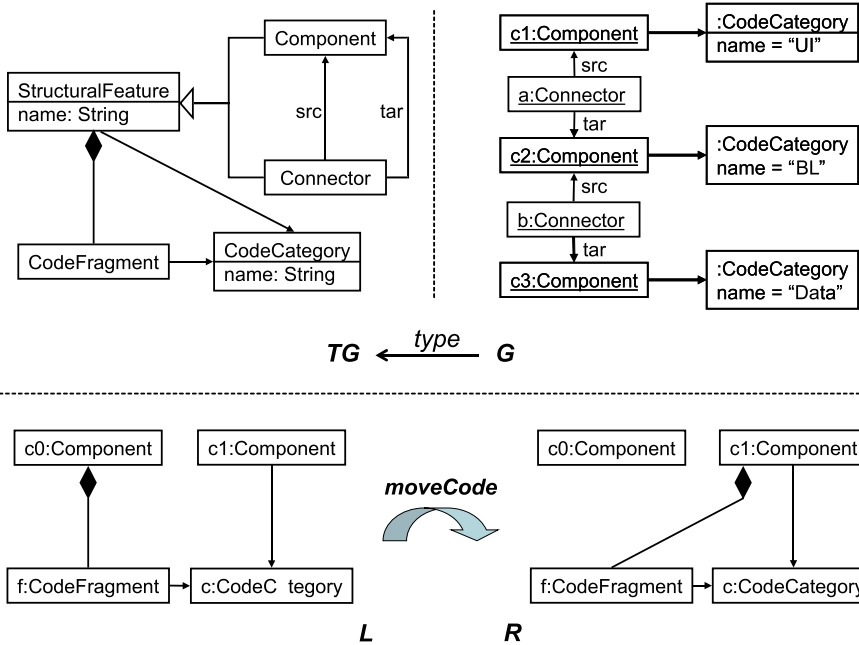 Component
StructuralFeature
name: String
src
tar
Connector
CodeFragment
CodeCategory
name: String
c1:Component
:CodeCategory
name = “UI”
src
a:Connector
tar
c2:Component
:CodeCategory
name = “BL”
src
b:Connector
tar
c3:Component
:CodeCategory
name = “Data”
TG type G
c0:Component
c1:Component
f:CodeFragment
c:CodeC tegory
L
moveCode
c0:Component
c1:Component
f:CodeFragment
c:CodeCategory
R